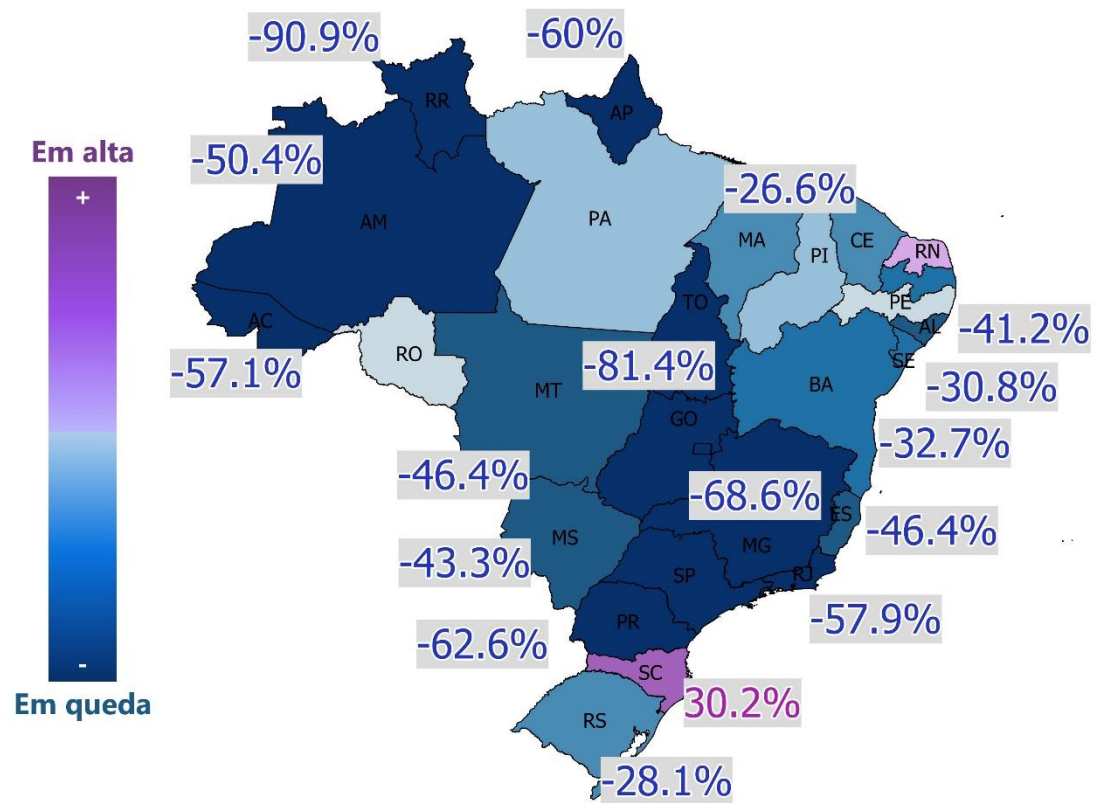 -90.9%
-60%
RR
AP
Em alta
+
-50.4%
-26.6%
AM
PA
MA
CE
RN
PI
TO
PE
AC
AL
-41.2%
RO
-57.1%
-81.4%
SE
MT
BA
-30.8%
GO
-32.7%
-46.4%
-68.6%
ES
-46.4%
MS
MG
-43.3%
SP
RJ
-57.9%
PR
-62.6%
-
SC
Em queda
30.2%
RS
-28.1%